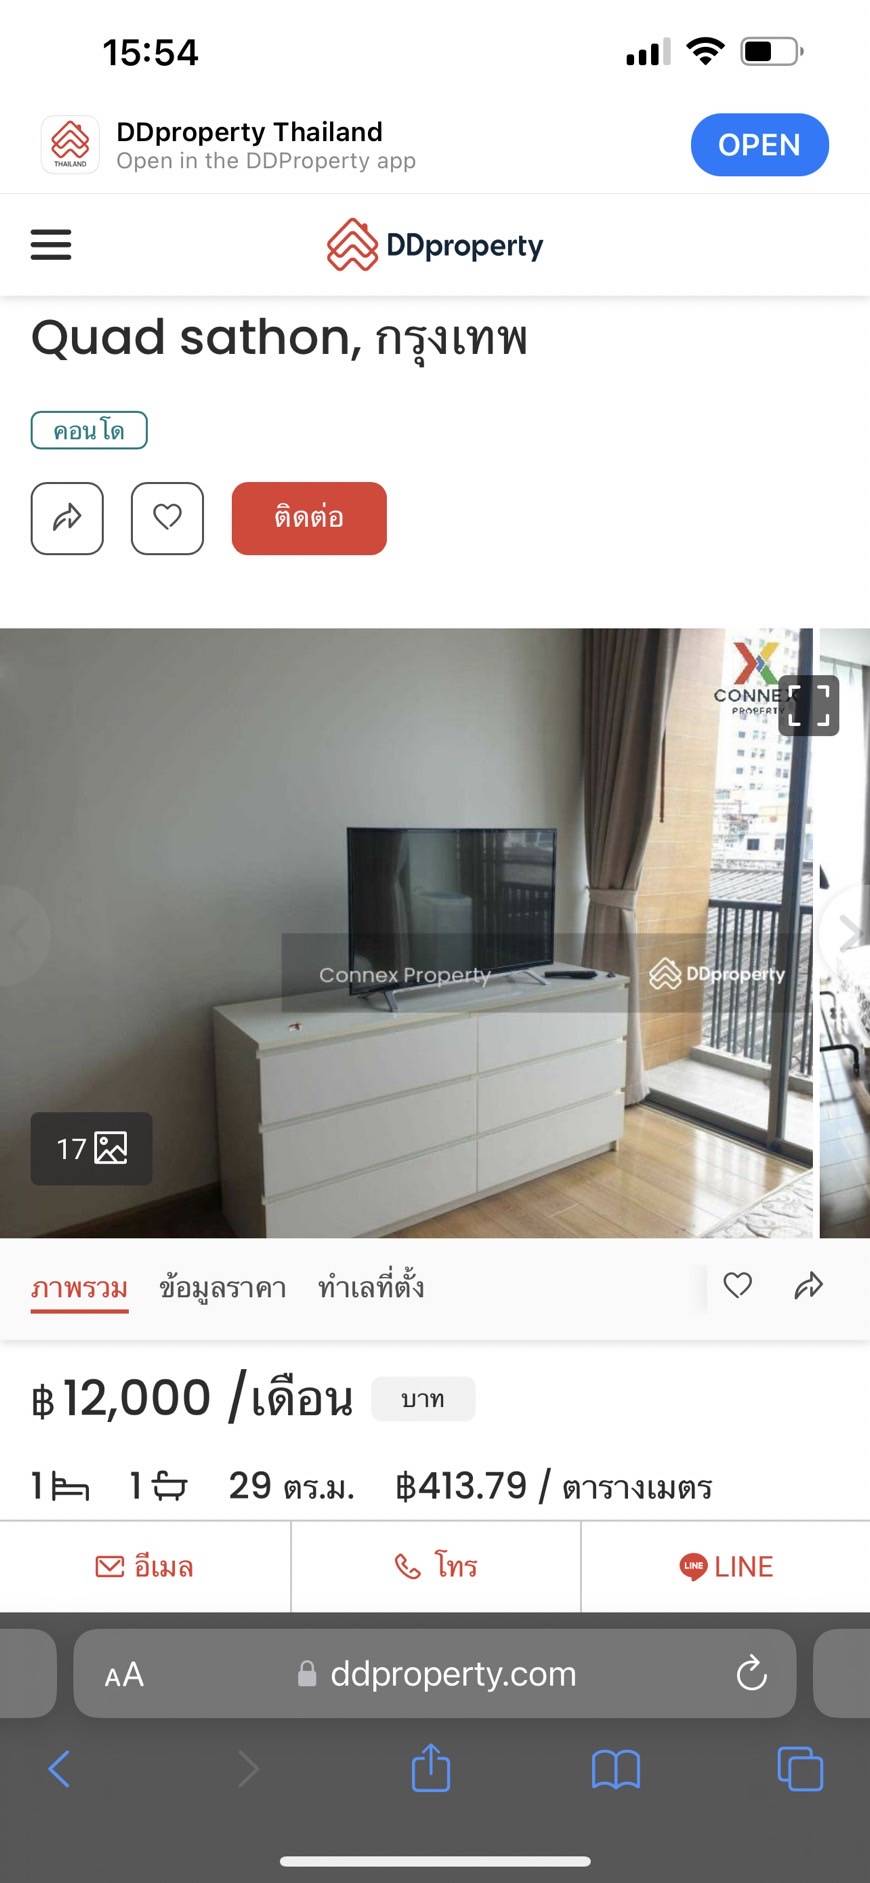 15:54
THAILAND
DDproperty Thailand
Open in the DDProperty app
OPEN
DDproperty
Quad sathon, กรุงเทพ
คอนโด
ติดต่อ
CONNEX
PROPERTY
Connex Property
DDproperty
17
ภาพรวม ข้อมูลราคา ทำเลที่ตั้ง
฿12,000 /เดือน บาท
1 1 29 ตร.ม. ฿413.79 / ตารางเมตร
อีเมล โทร LINE LINE
AA ddproperty.com